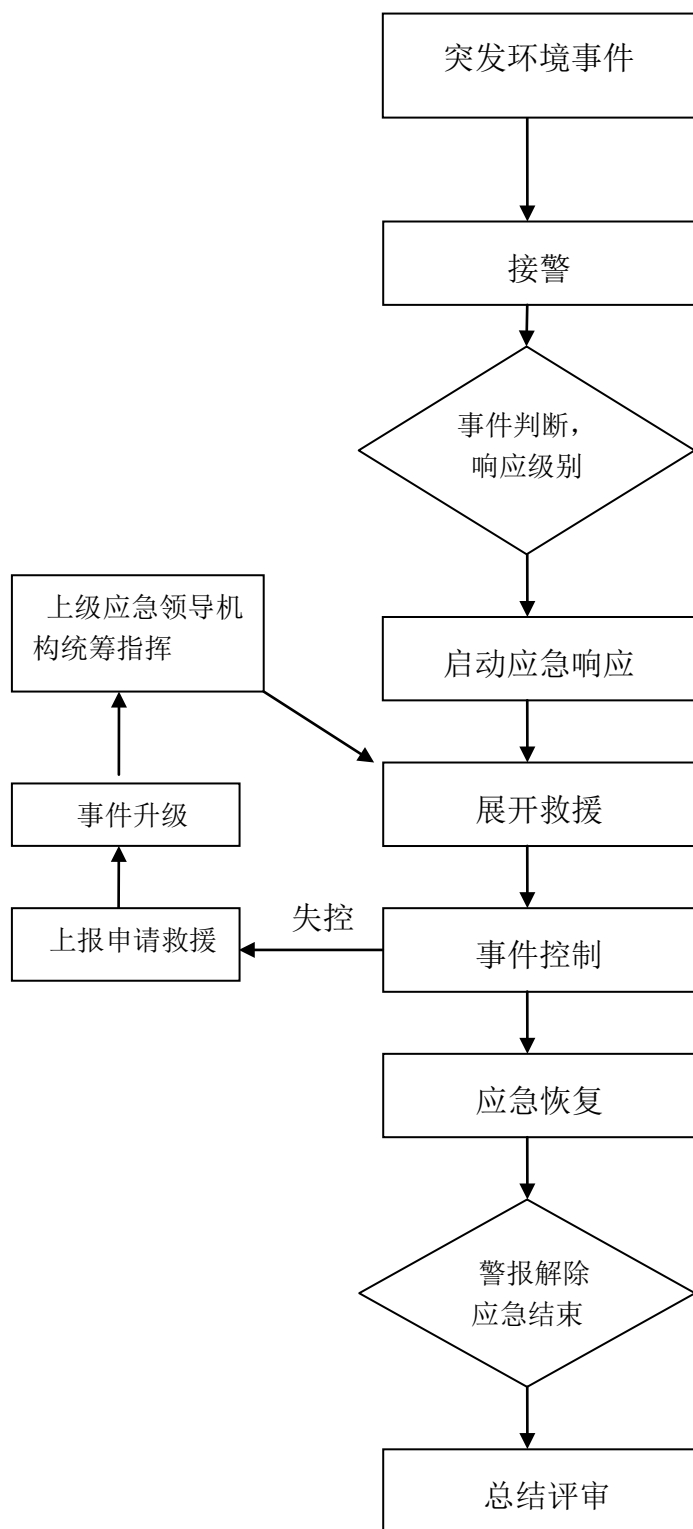 突发环境事件
接警
事件判断，
响应级别
启动应急响应
上级应急领导机
构统筹指挥
展开救援
事件升级
失控
上报申请救援
事件控制
应急恢复
警报解除
应急结束
总结评审